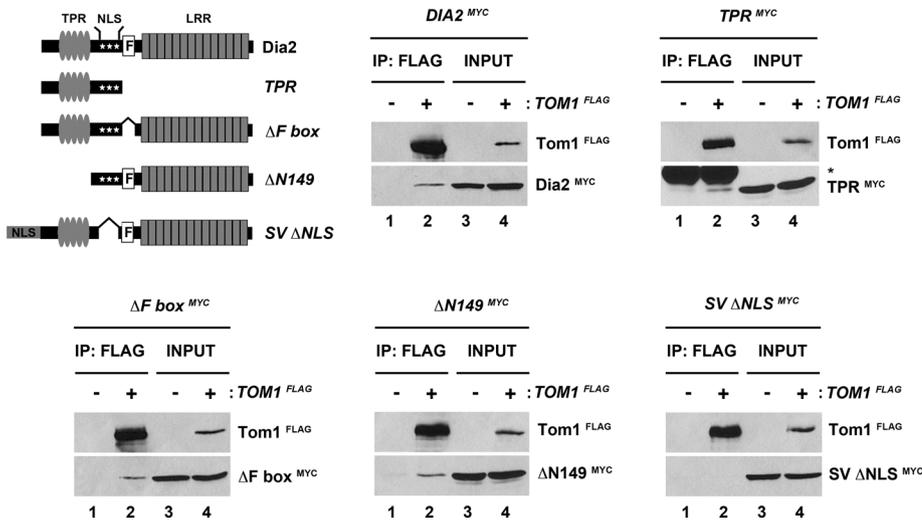 TPR NLS LRR
F Dia2
TPR
ΔF box
F ΔN149
NLS F SV ΔNLS
DIA2 MYC
IP: FLAG INPUT
- + - + : TOM1 FLAG
Tom1 FLAG
Dia2 MYC
1 2 3 4
TPR MYC
IP: FLAG INPUT
- + - + : TOM1 FLAG
Tom1 FLAG
*
TPR MYC
1 2 3 4
ΔF box MYC
IP: FLAG INPUT
- + - + : TOM1 FLAG
Tom1 FLAG
ΔF box MYC
1 2 3 4
ΔN149 MYC
IP: FLAG INPUT
- + - + : TOM1 FLAG
Tom1 FLAG
ΔN149 MYC
1 2 3 4
SV ΔNLS MYC
IP: FLAG INPUT
- + - + : TOM1 FLAG
Tom1 FLAG
SV ΔNLS MYC
1 2 3 4